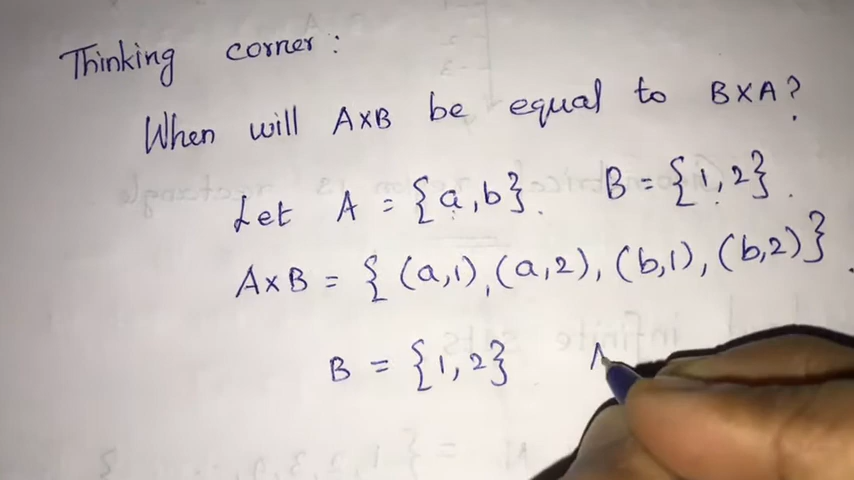 Thinking corner:
When will A×B be equal to B×A?
Let A = {a,b}. B = {1,2}.
A×B = {(a,1), (a,2), (b,1), (b,2)}.
B = {1,2}